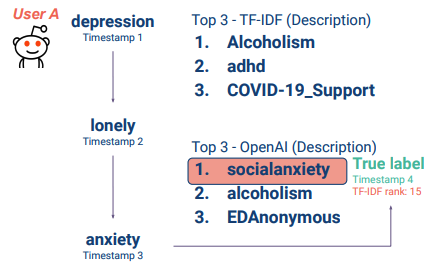 User A
depression
Timestamp 1
lonely
Timestamp 2
anxiety
Timestamp 3
Top 3 - TF-IDF (Description)
1. Alcoholism
2. adhd
3. COVID-19_Support
Top 3 - OpenAI (Description)
1. socialanxiety
2. alcoholism
3. EDAnonymous
True label
Timestamp 4
TF-IDF rank: 15